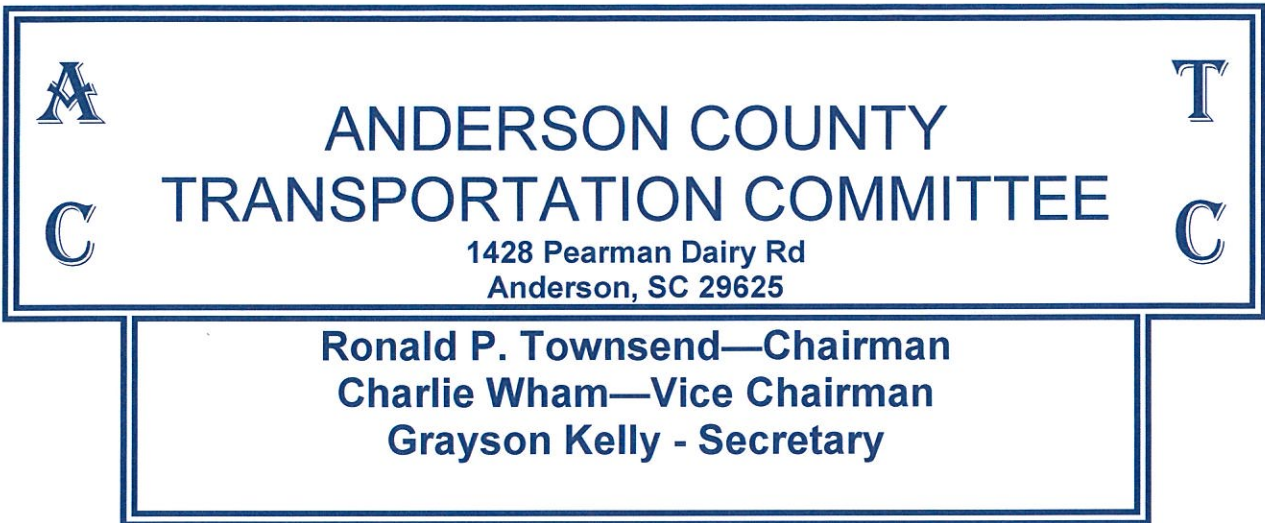 A T
ANDERSON COUNTY
TRANSPORTATION COMMITTEE
C C
1428 Pearman Dairy Rd
Anderson, SC 29625
Ronald P. Townsend—Chairman
Charlie Wham—Vice Chairman
Grayson Kelly - Secretary